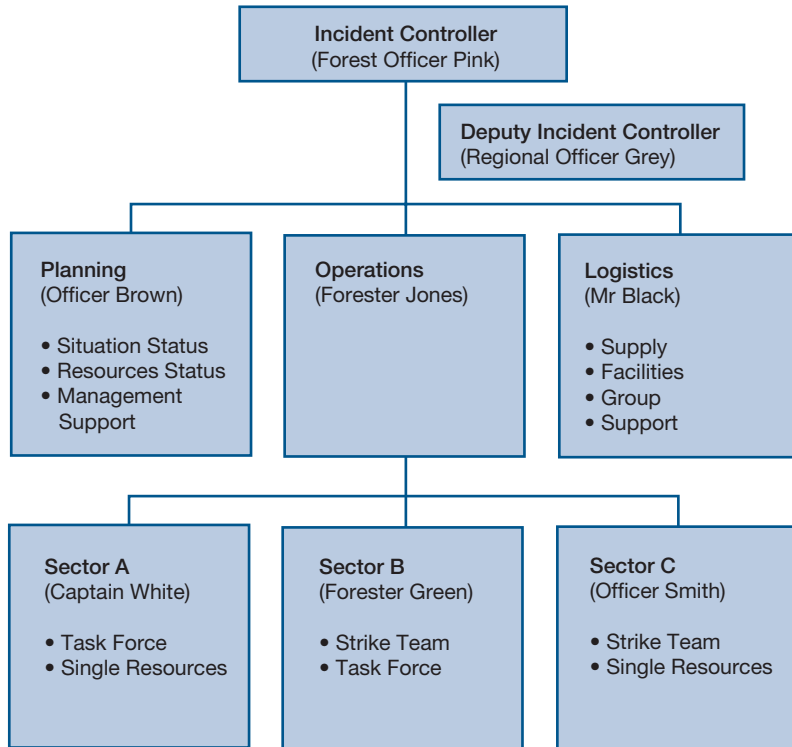 Incident Controller
(Forest Officer Pink)
Deputy Incident Controller
(Regional Officer Grey)
Planning
(Officer Brown)
• Situation Status
• Resources Status
• Management
Support
Operations
(Forester Jones)
Logistics
(Mr Black)
• Supply
• Facilities
• Group
• Support
Sector A
(Captain White)
• Task Force
• Single Resources
Sector B
(Forester Green)
• Strike Team
• Task Force
Sector C
(Officer Smith)
• Strike Team
• Single Resources